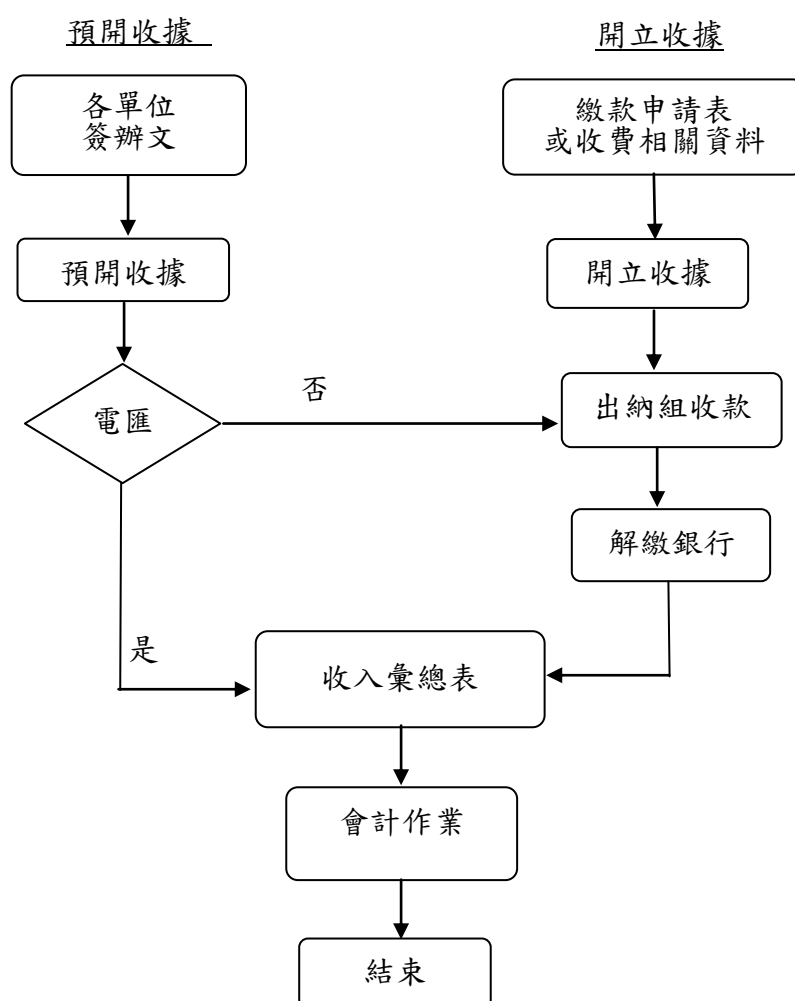 預開收據
開立收據
各單位
簽辦文
繳款申請表
或收費相關資料
預開收據
開立收據
電匯
否
出納組收款
解繳銀行
是
收入彙總表
會計作業
結束